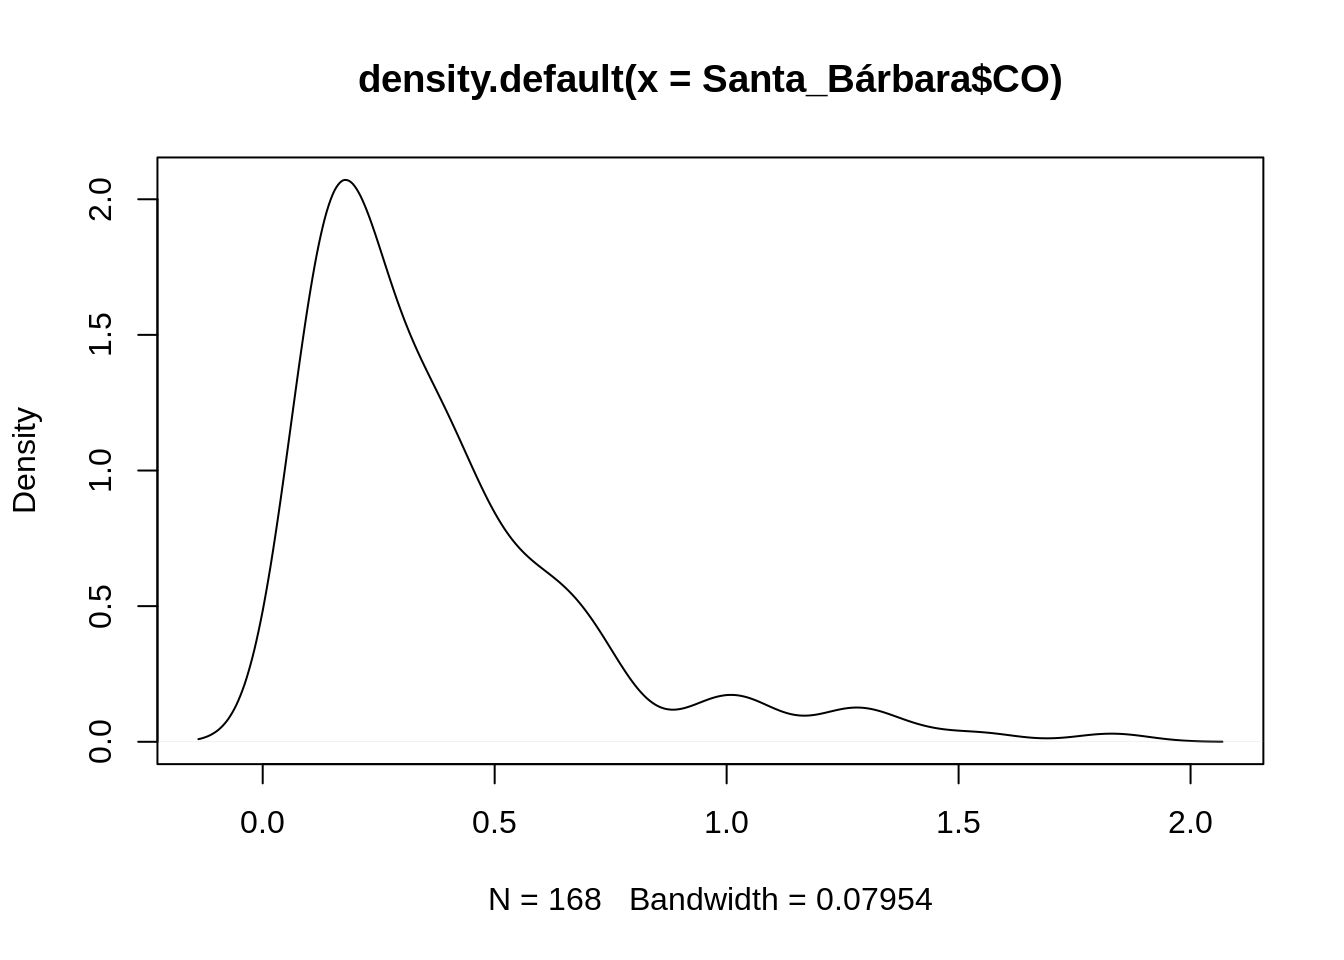 density.default(x = Santa_Bárbara$CO)
Density
2.0
1.5
1.0
0.5
0.0
0.0 0.5 1.0 1.5 2.0
N = 168 Bandwidth = 0.07954